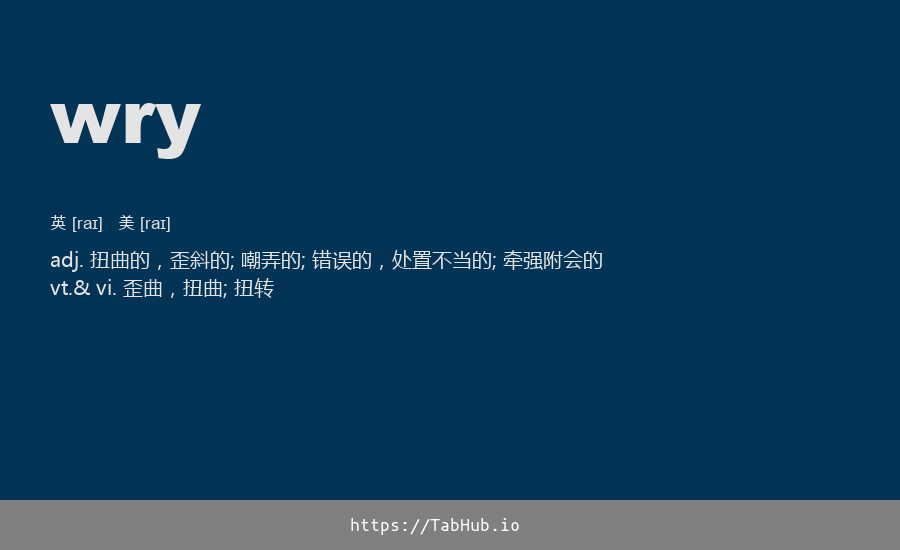 wry
英 [raɪ] 美 [raɪ]
adj. 扭曲的，歪斜的; 嘲弄的; 错误的，处置不当的; 牵强附会的
vt.& vi. 歪曲，扭曲; 扭转
https://TabHub.io